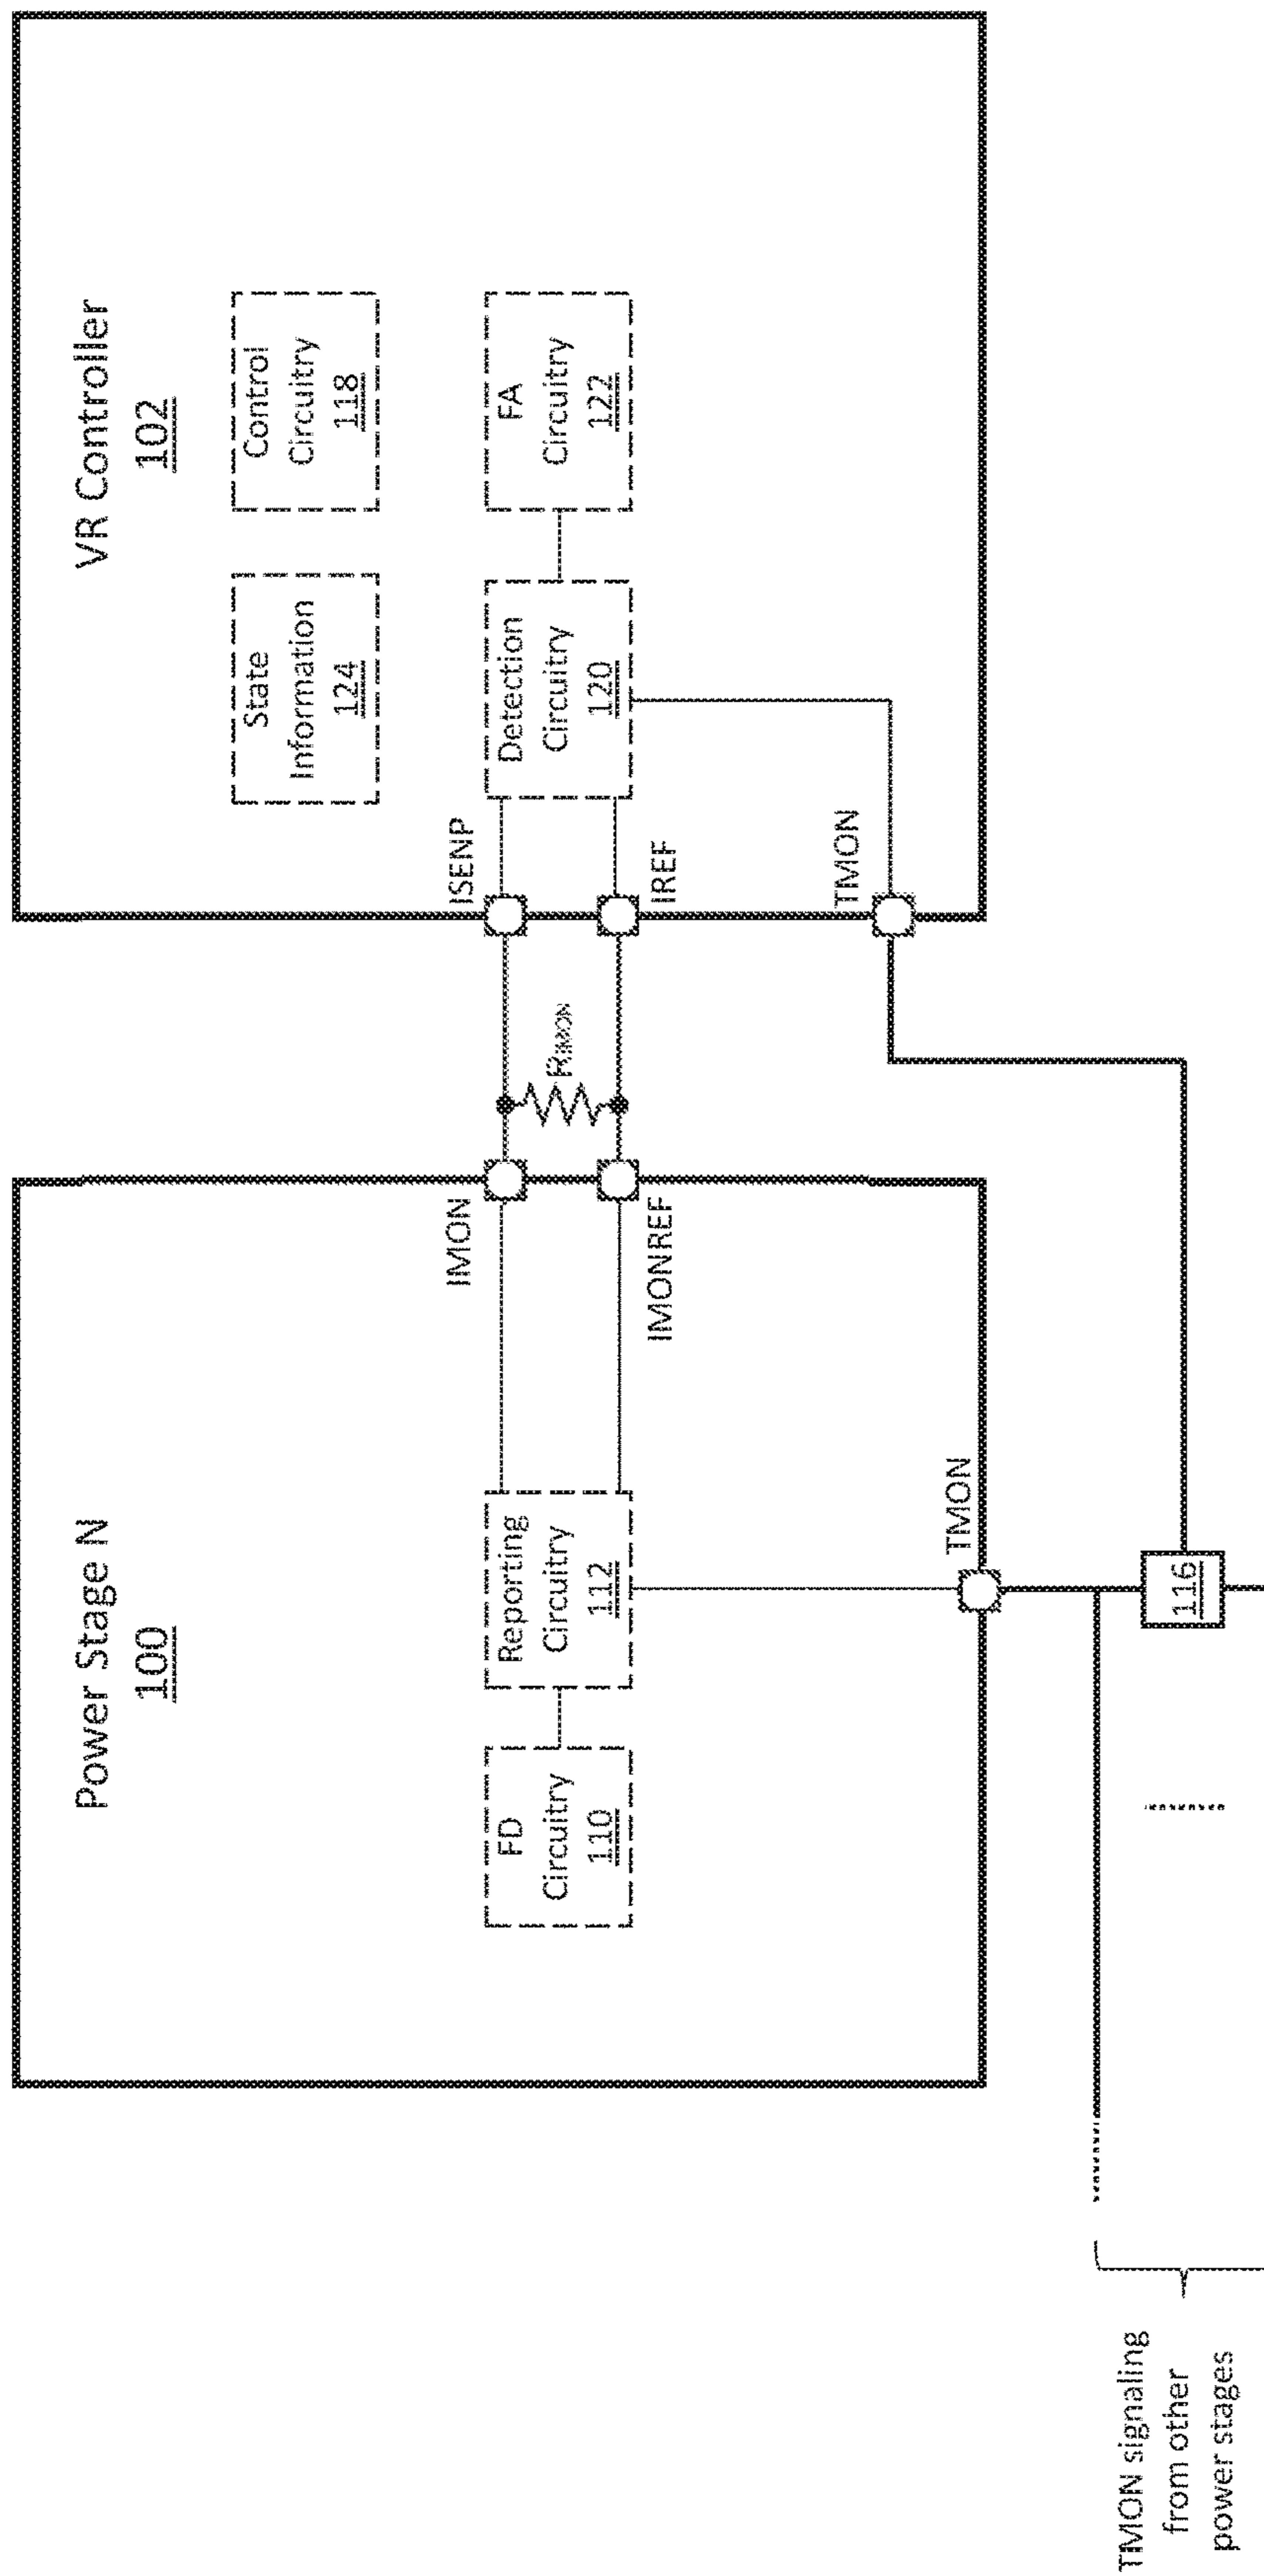 Power Stage N
100
FD
Circuitry
110
Reporting
Circuitry
112
IMON
IMONREF
TMON
RIMON
VR Controller
102
State
Information
124
Control
Circuitry
118
ISENP
IREF
Detection
Circuitry
120
FA
Circuitry
122
TMON
116
TMON signaling
from other
power stages